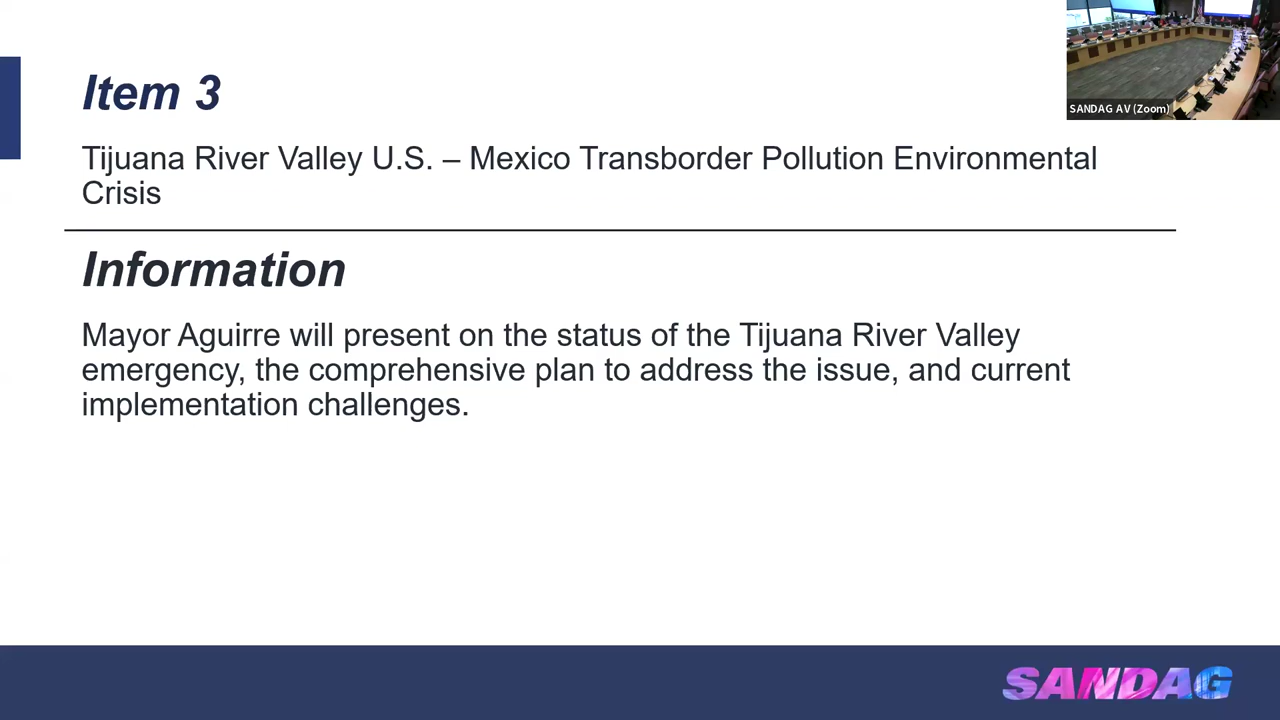 SANDAG AV (Zoom)
Item 3
Tijuana River Valley U.S. – Mexico Transborder Pollution Environmental
Crisis
Information
Mayor Aguirre will present on the status of the Tijuana River Valley
emergency, the comprehensive plan to address the issue, and current
implementation challenges.
SANDAG